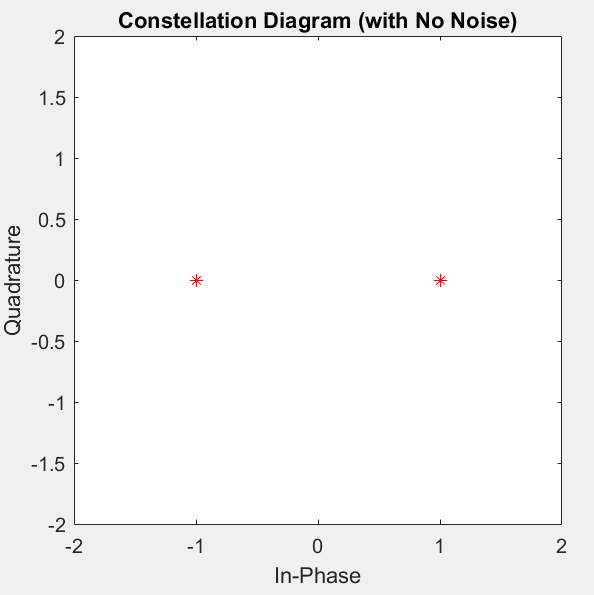 Constellation Diagram (with No Noise)
2
1.5
1
0.5
0
-0.5
-1
-1.5
-2
Quadrature
-2 -1 0 1 2
In-Phase